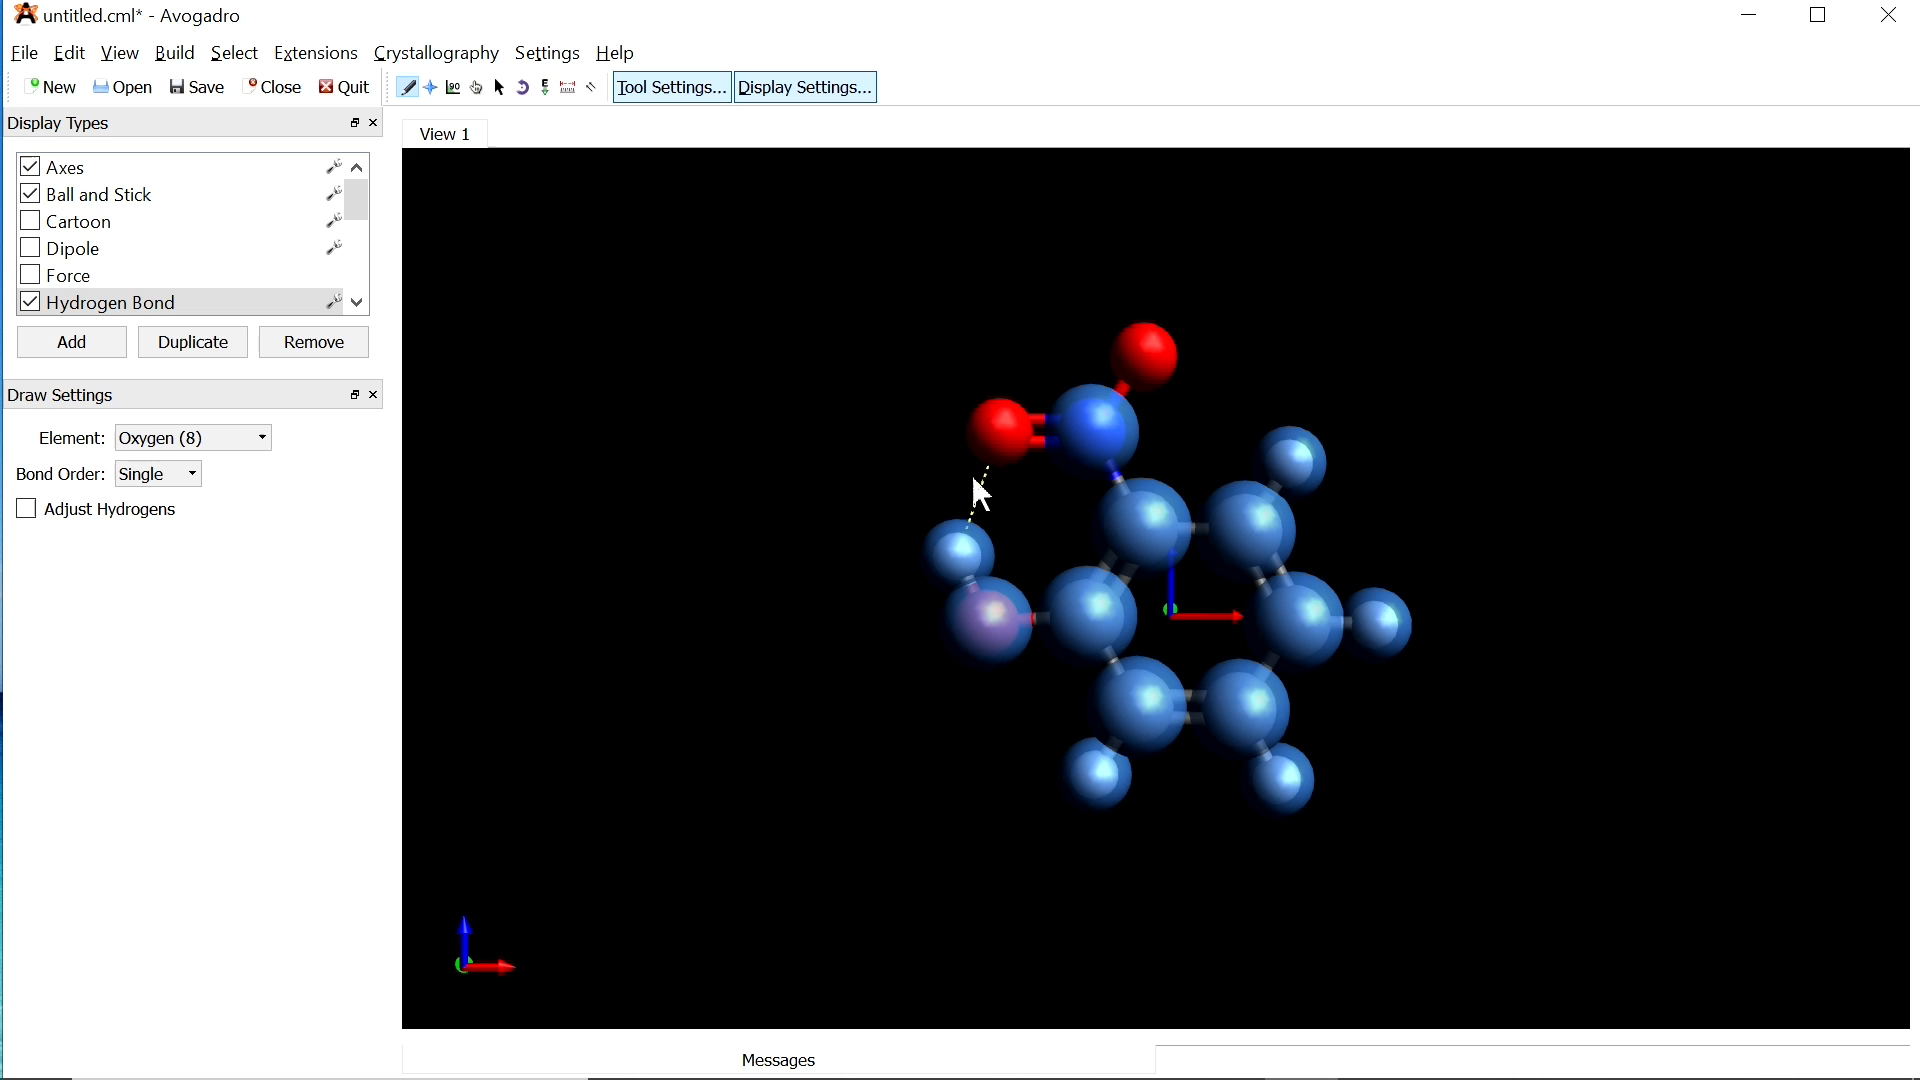 untitled.cml* - Avogadro
File Edit View Build Select Extensions Crystallography Settings Help
New Open Save Close Quit Tool Settings... Display Settings...
Display Types
View 1
Axes
Ball and Stick
Cartoon
Dipole
Force
Hydrogen Bond
Add Duplicate Remove
Draw Settings
Element: Oxygen (8)
Bond Order: Single
Adjust Hydrogens
Messages